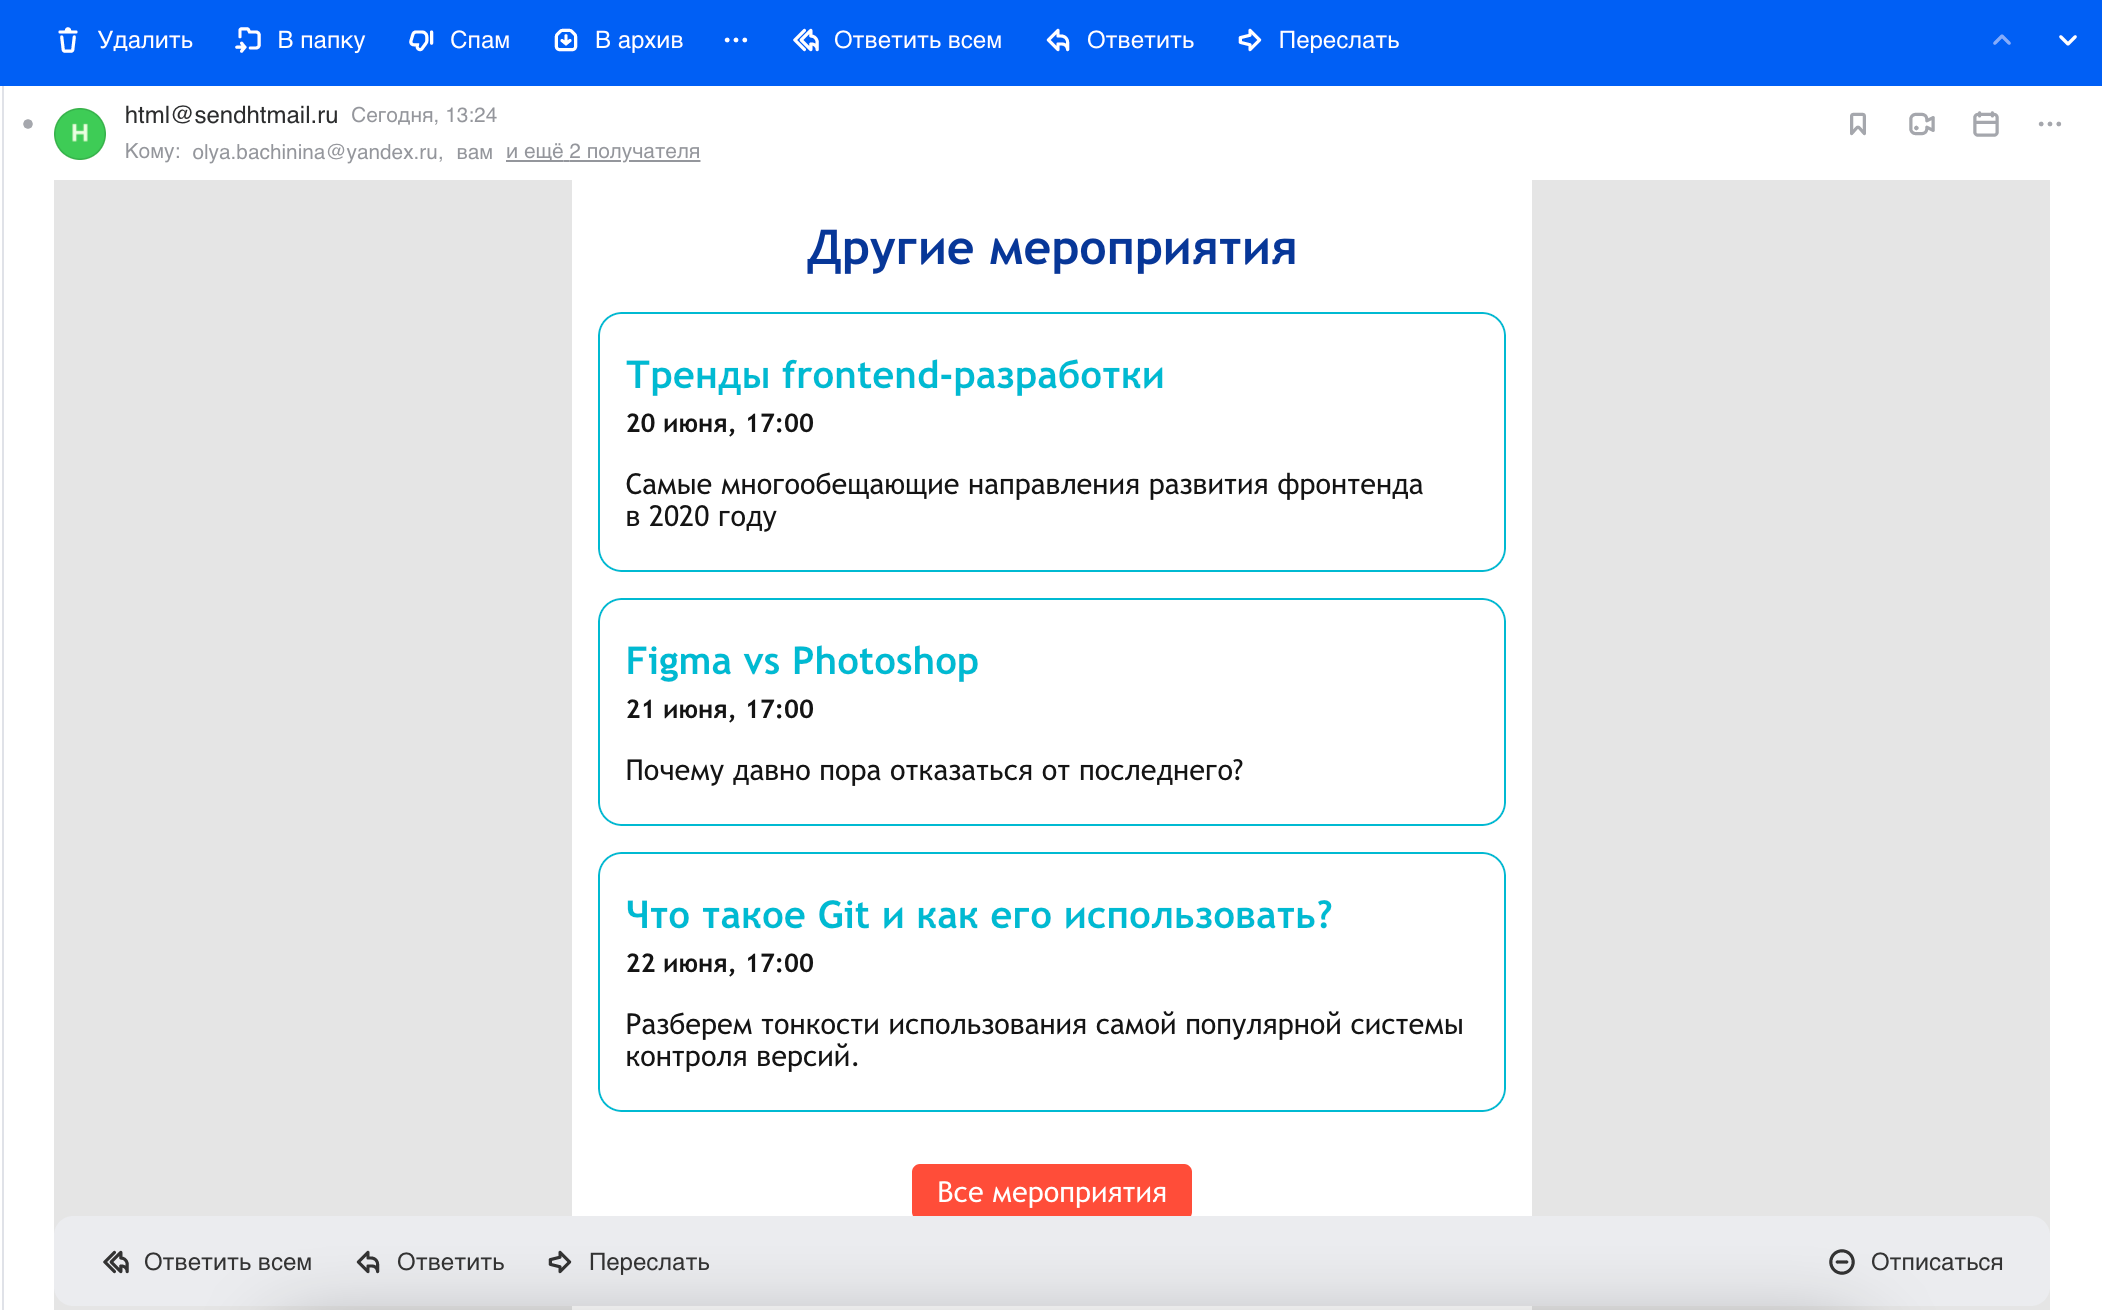 Удалить В папку Спам В архив Ответить всем Ответить Переслать
H
html@sendhtmail.ru Сегодня, 13:24
Кому: olya.bachinina@yandex.ru, вам и ещё 2 получателя
Другие мероприятия
Тренды frontend-разработки
20 июня, 17:00
Самые многообещающие направления развития фронтенда
в 2020 году
Figma vs Photoshop
21 июня, 17:00
Почему давно пора отказаться от последнего?
Что такое Git и как его использовать?
22 июня, 17:00
Разберем тонкости использования самой популярной системы
контроля версий.
Все мероприятия
Ответить всем Ответить Переслать Отписаться